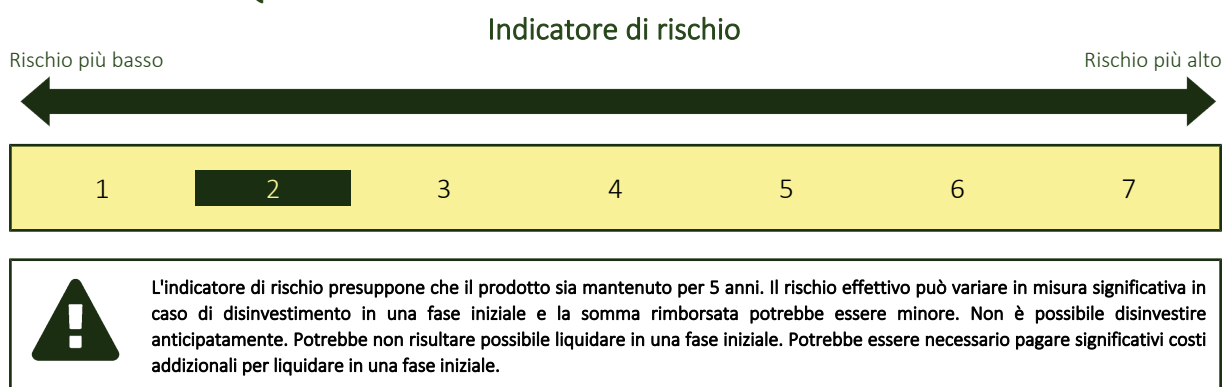 Indicatore di rischio
Rischio più basso
Rischio più alto
1 2 3 4 5 6 7
L'indicatore di rischio presuppone che il prodotto sia mantenuto per 5 anni. Il rischio effettivo può variare in misura significativa in
caso di disinvestimento in una fase iniziale e la somma rimborsata potrebbe essere minore. Non è possibile disinvestire
anticipatamente. Potrebbe non risultare possibile liquidare in una fase iniziale. Potrebbe essere necessario pagare significativi costi
addizionali per liquidare in una fase iniziale.